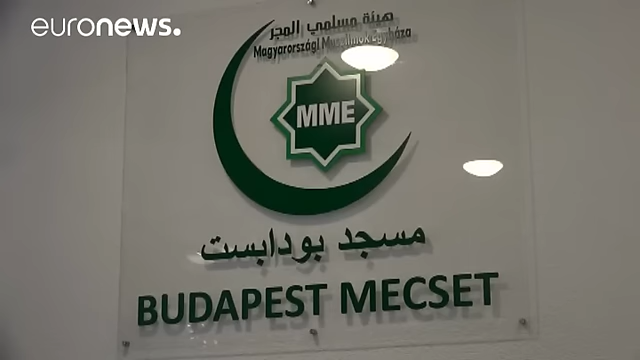 euronews.
هيئة مسلمي المجر
Magyarországi Muszlimok Egyháza
MME
مسجد بودابست
BUDAPEST MECSET